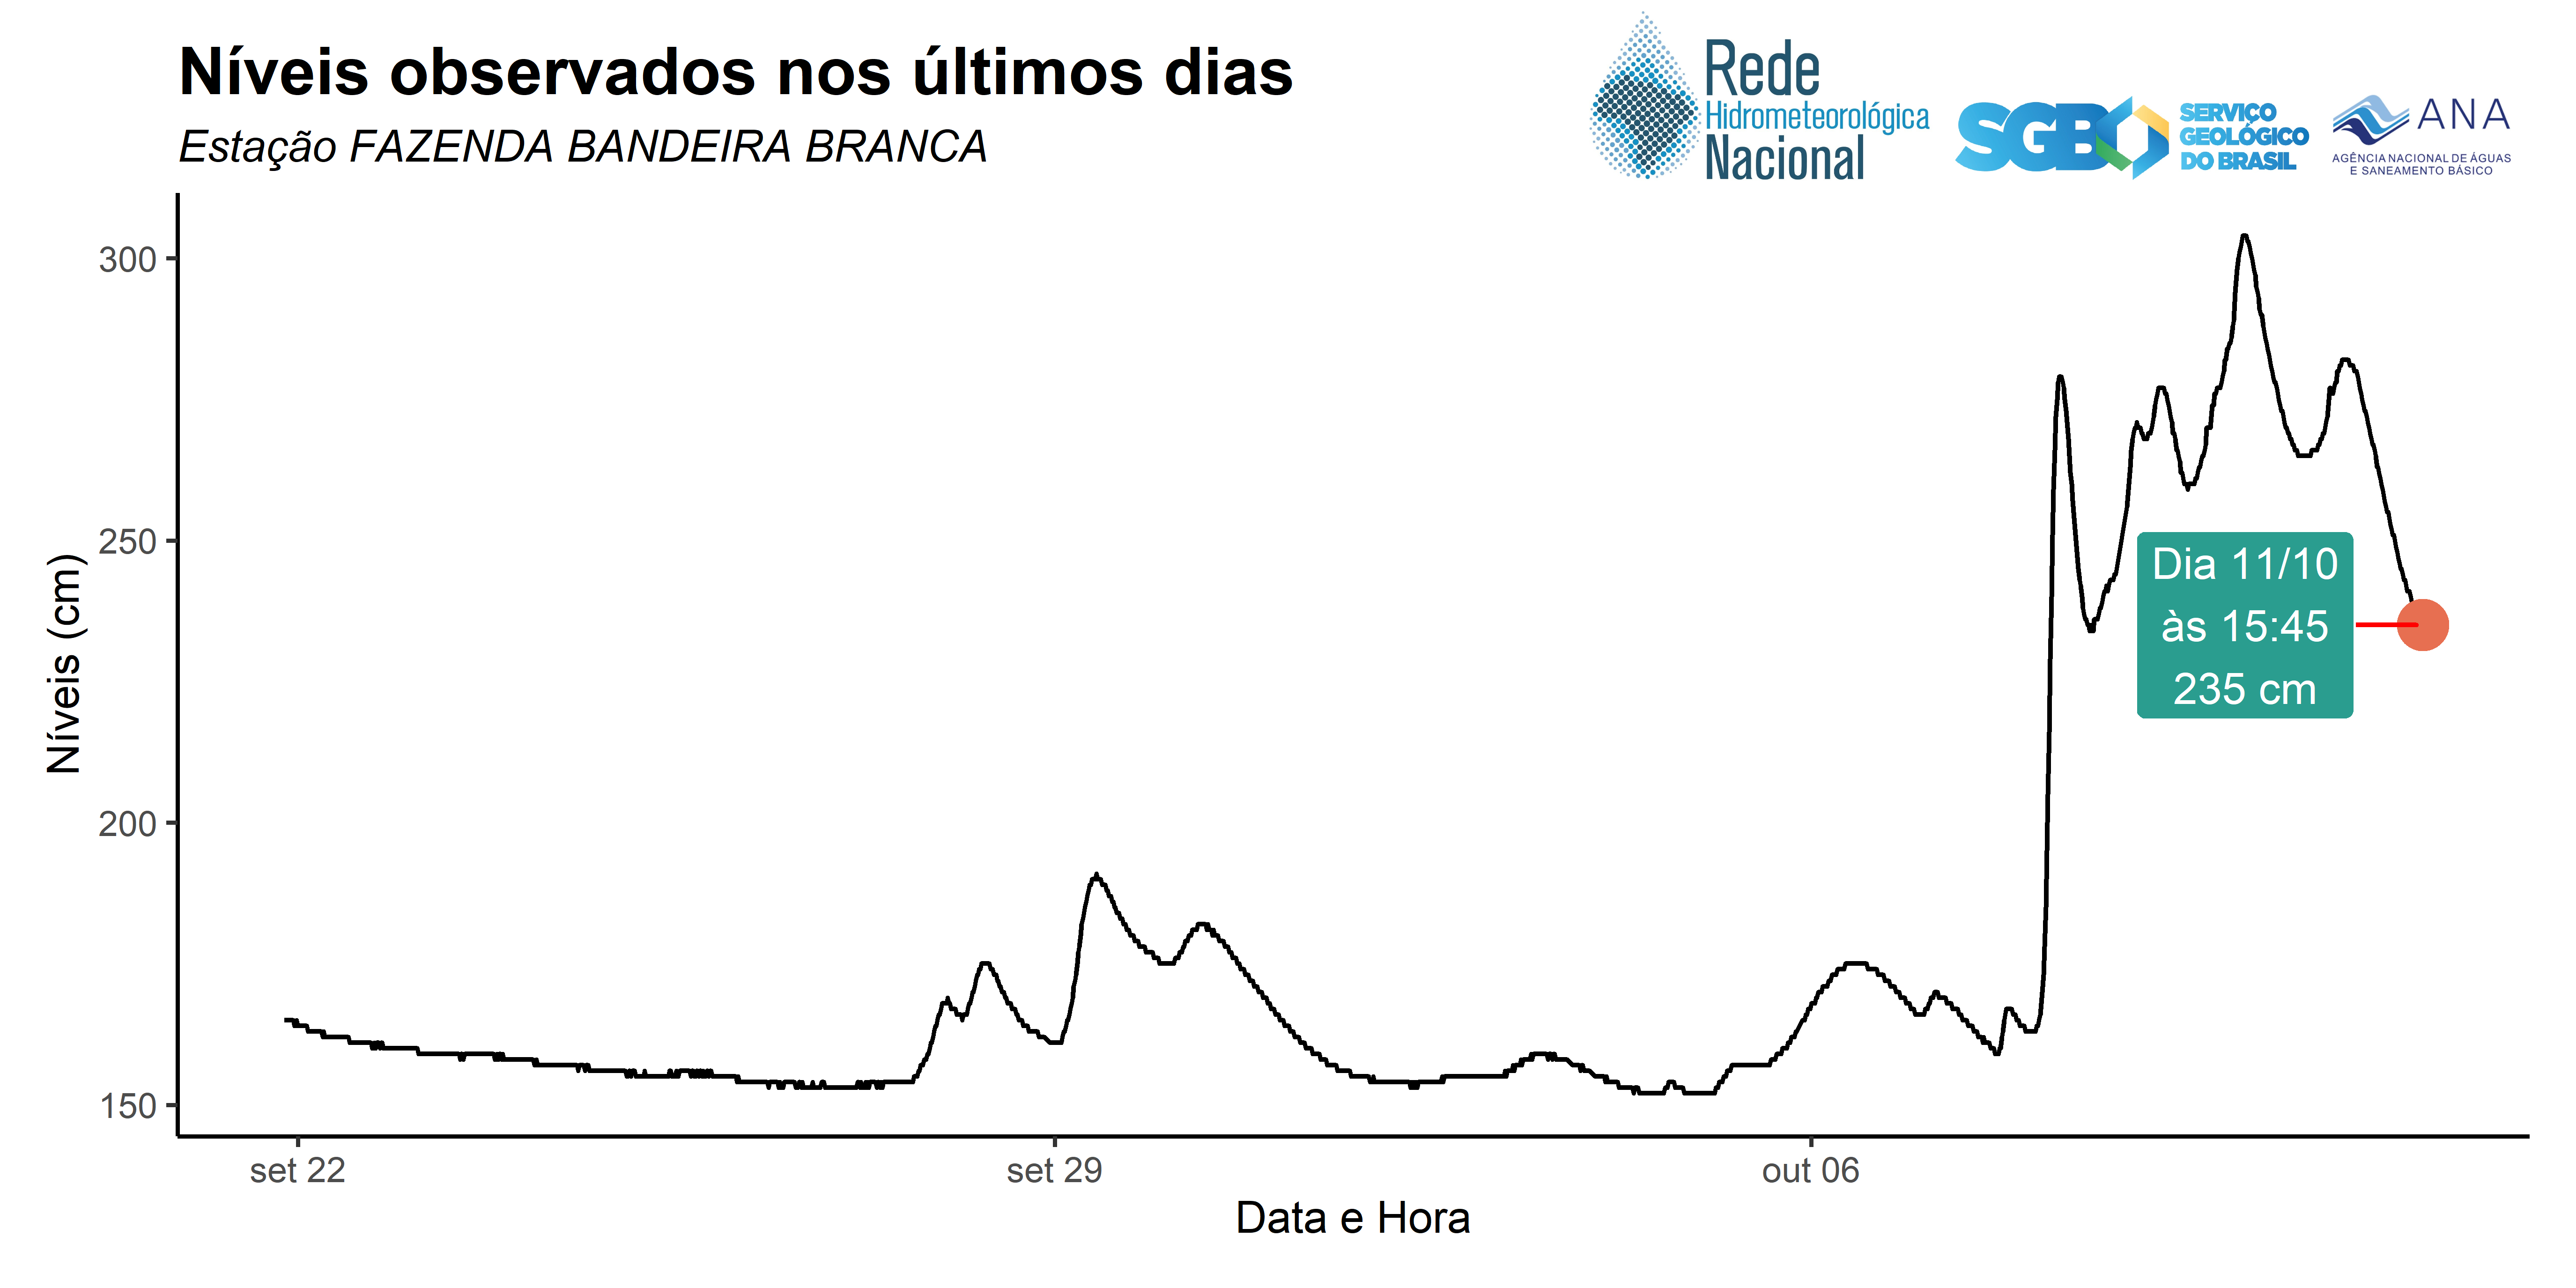 Níveis observados nos últimos dias
Estação FAZENDA BANDEIRA BRANCA
Rede
Hidrometeorológica
Nacional
SGB
SERVIÇO
GEOLÓGICO
DO BRASIL
ANA
AGÊNCIA NACIONAL DE ÁGUAS
E SANEAMENTO BÁSICO
Níveis (cm)
300
250
200
150
Dia 11/10
às 15:45
235 cm
set 22
set 29
out 06
Data e Hora